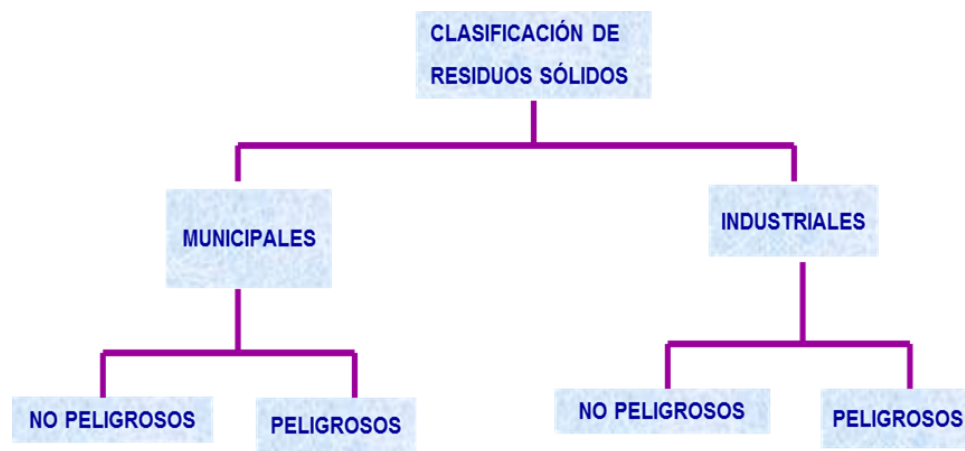 CLASIFICACIÓN DE
RESIDUOS SÓLIDOS
MUNICIPALES
INDUSTRIALES
NO PELIGROSOS
PELIGROSOS
NO PELIGROSOS
PELIGROSOS